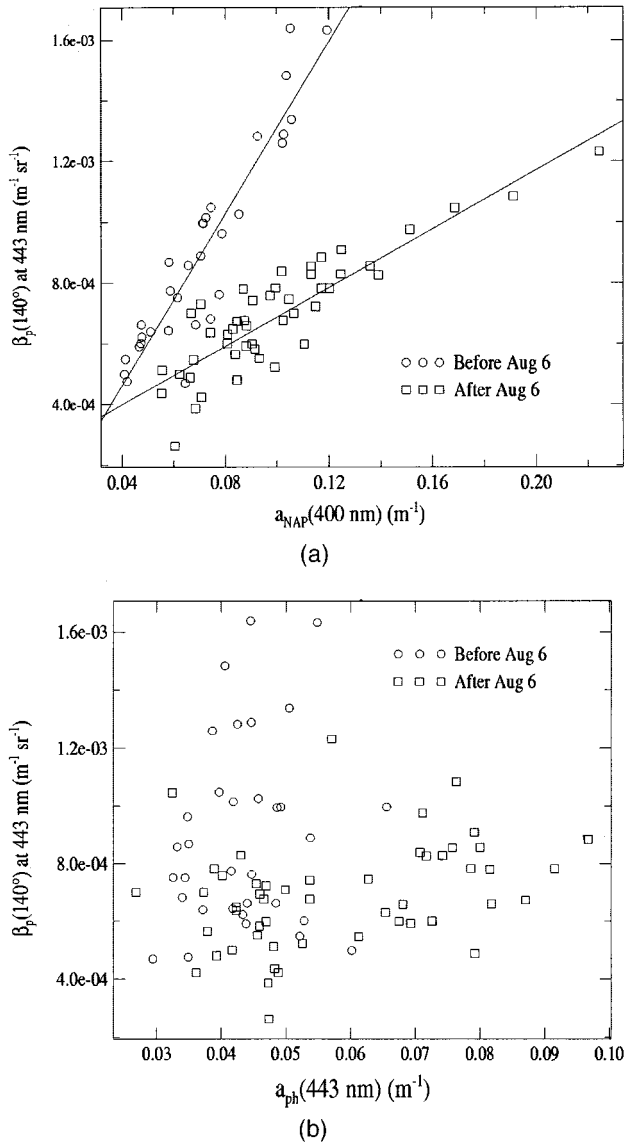 1.6e-03
1.2e-03
8.0e-04
4.0e-04
βp(140°) at 443 nm (m⁻¹ sr⁻¹)
○ ○ ○ Before Aug 6
□ □ □ After Aug 6
0.04 0.08 0.12 0.16 0.20
aNAP(400 nm) (m⁻¹)
(a)
1.6e-03
1.2e-03
8.0e-04
4.0e-04
βp(140°) at 443 nm (m⁻¹ sr⁻¹)
○ ○ ○ Before Aug 6
□ □ □ After Aug 6
0.03 0.04 0.05 0.06 0.07 0.08 0.09 0.10
aph(443 nm) (m⁻¹)
(b)